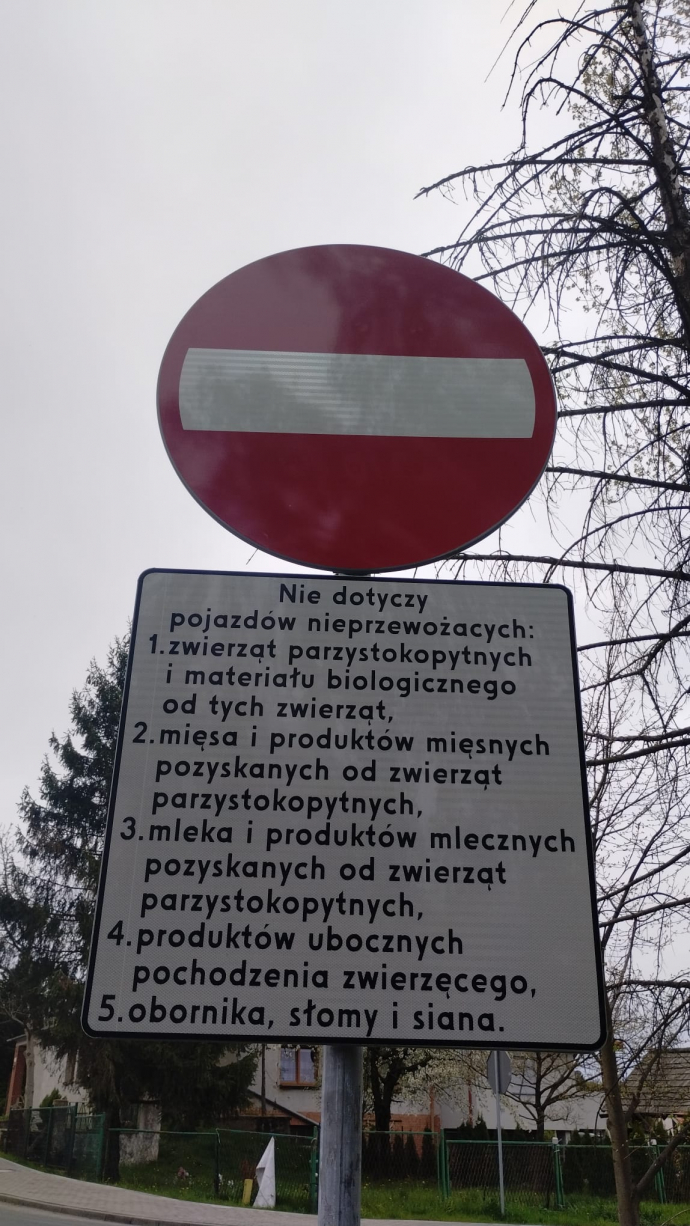 Nie dotyczy
pojazdów nieprzewożacych:
1.zwierząt parzystokopytnych
i materiału biologicznego
od tych zwierząt,
2.mięsa i produktów mięsnych
pozyskanych od zwierząt
parzystokopytnych,
3.mleka i produktów mlecznych
pozyskanych od zwierząt
parzystokopytnych,
4.produktów ubocznych
pochodzenia zwierzęcego,
5.obornika, słomy i siana.